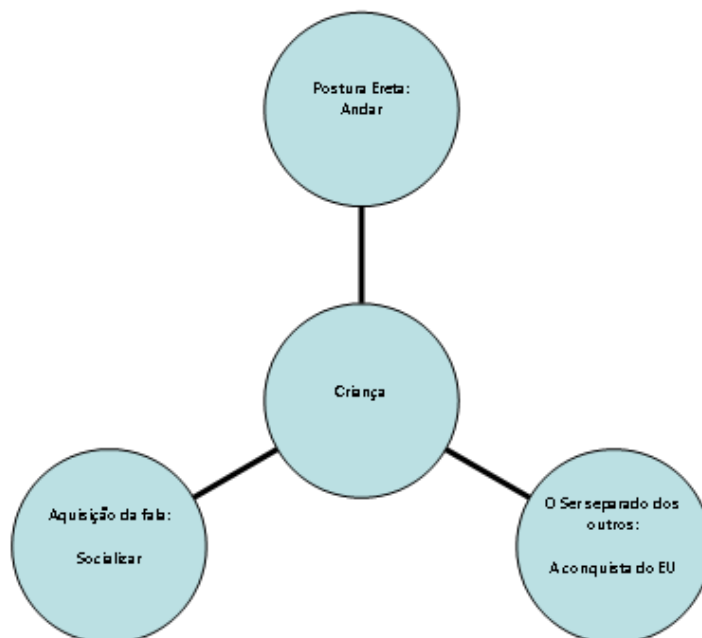 Postura Ereta:
Andar
Criança
Aquisição da fala:
Socializar
O Ser separado dos
outros:
A conquista do EU